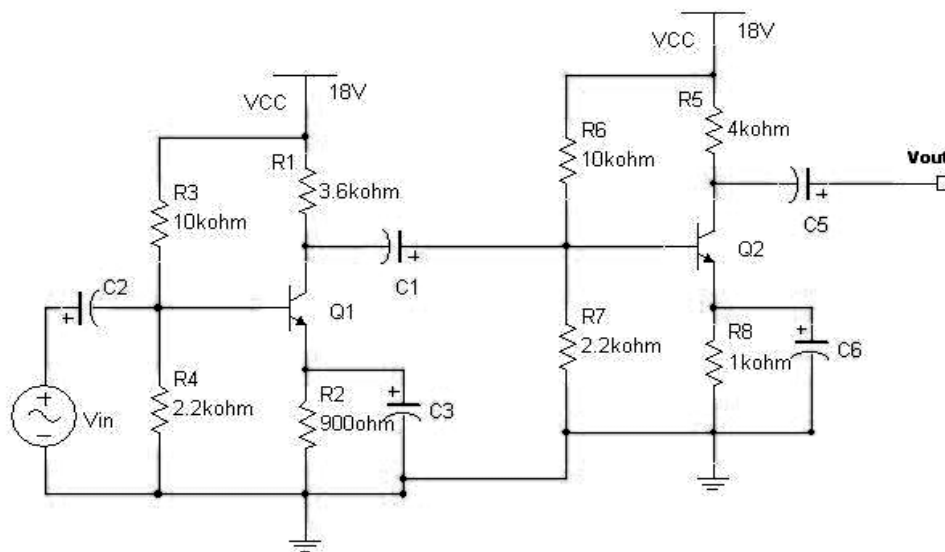 18V
VCC
R5
4kohm
Vout
R6
10kohm
C5
Q2
VCC
18V
R1
3.6kohm
R3
10kohm
C1
C2
Q1
R7
2.2kohm
R8
1kohm
C6
R4
2.2kohm
R2
900ohm
C3
Vin